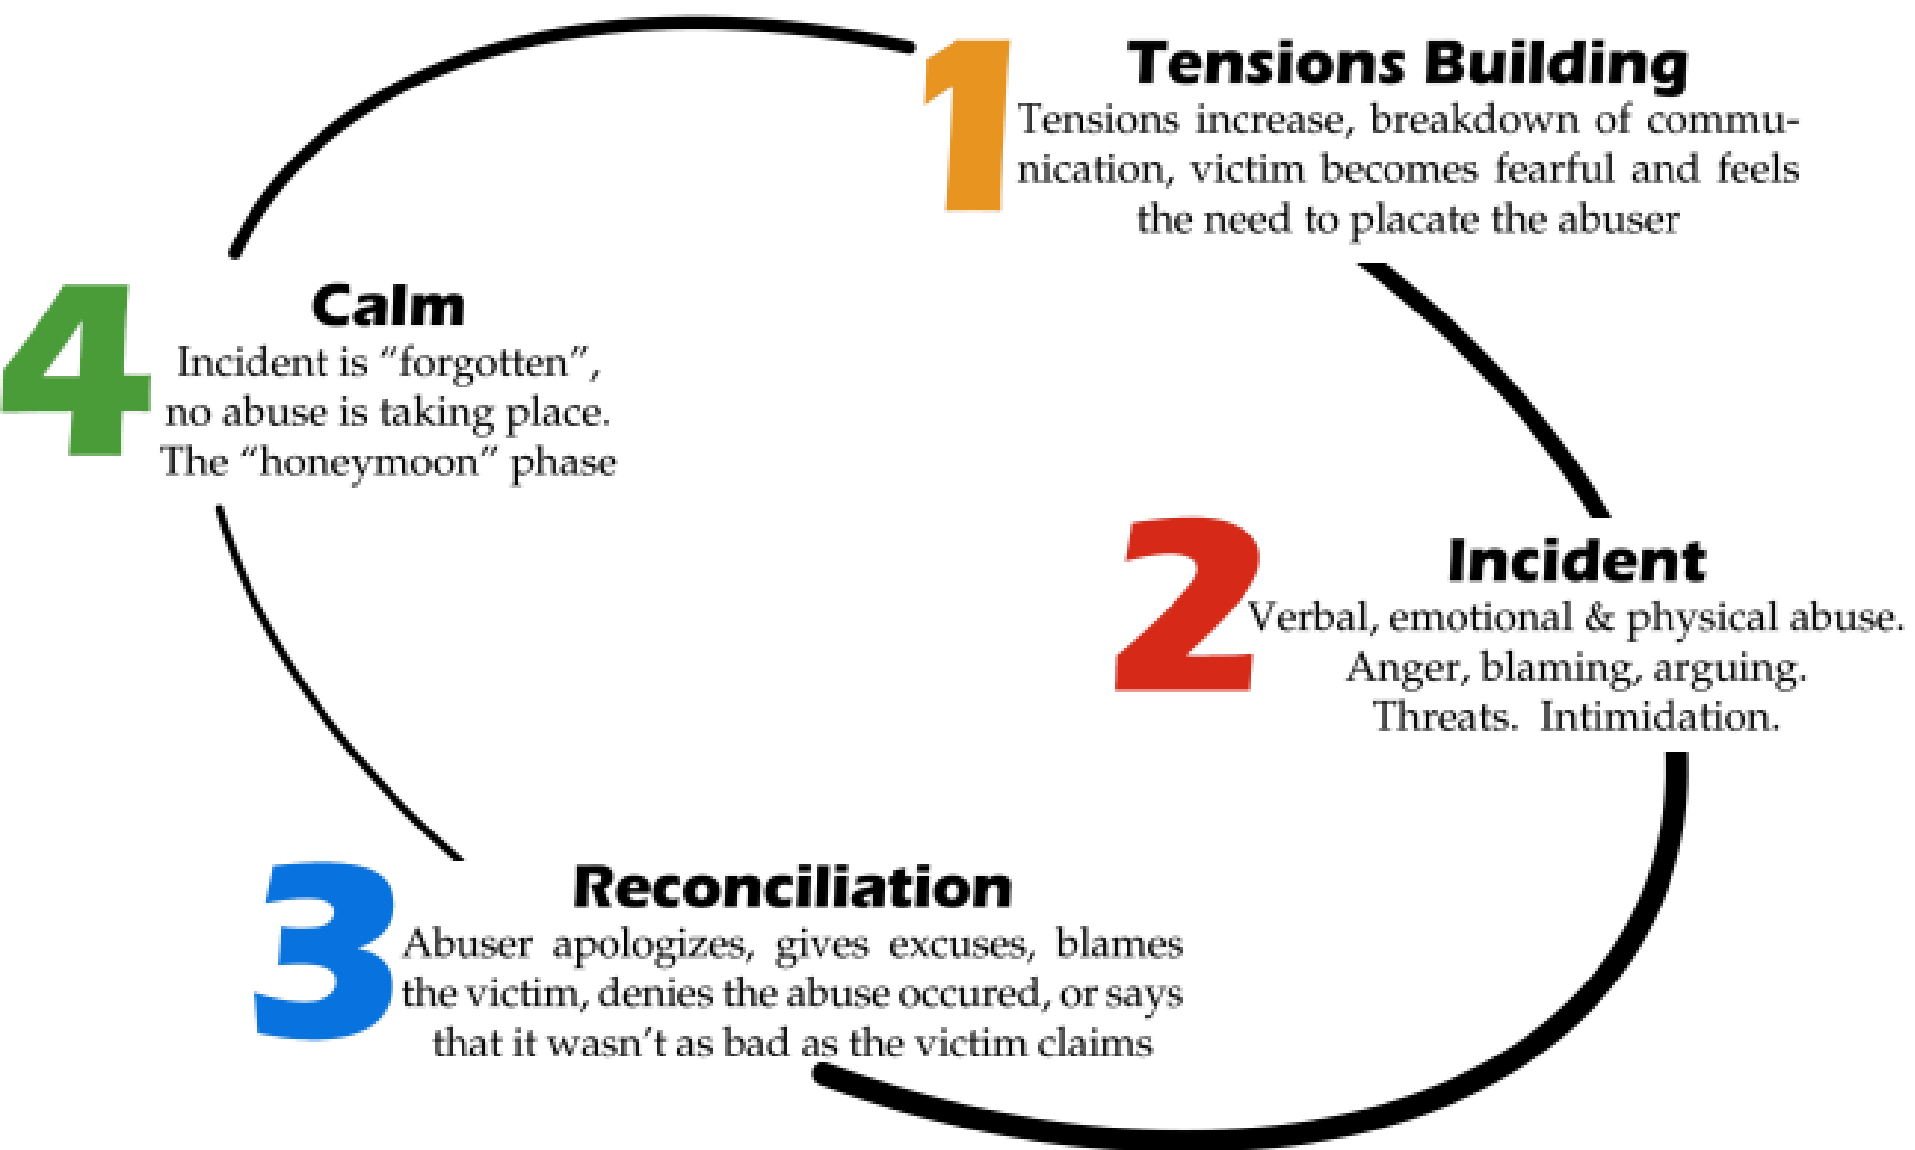 1
Tensions Building
Tensions increase, breakdown of commu-
nication, victim becomes fearful and feels
the need to placate the abuser
2
Incident
Verbal, emotional & physical abuse.
Anger, blaming, arguing.
Threats.  Intimidation.
3
Reconciliation
Abuser apologizes, gives excuses, blames
the victim, denies the abuse occured, or says
that it wasn't as bad as the victim claims
4
Calm
Incident is “forgotten”,
no abuse is taking place.
The “honeymoon” phase